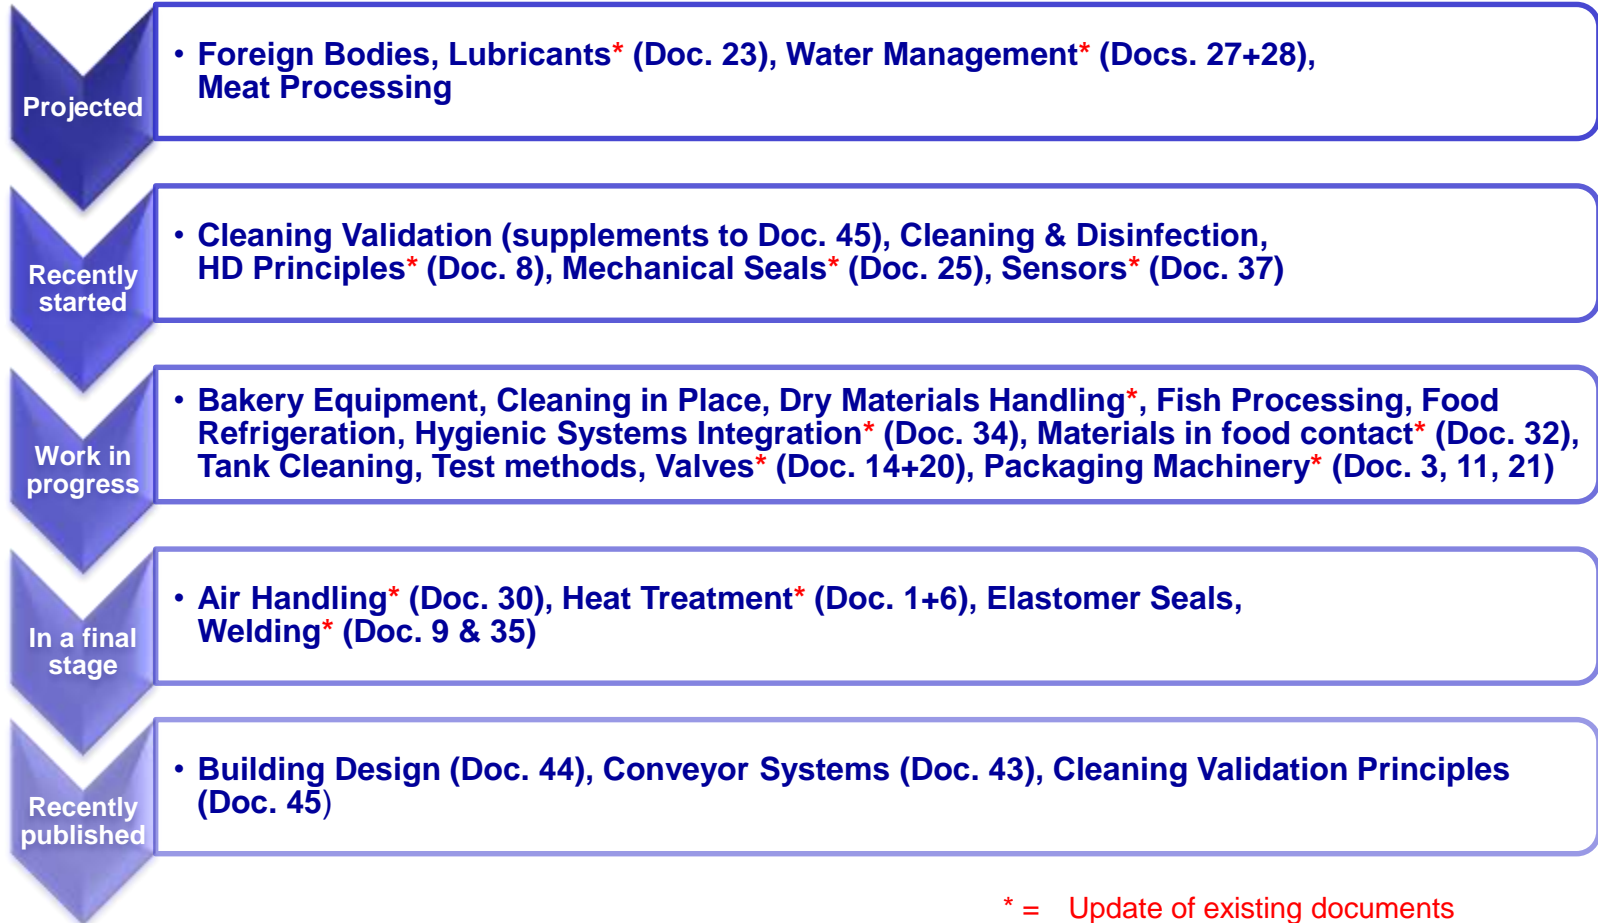 Projected
• Foreign Bodies, Lubricants* (Doc. 23), Water Management* (Docs. 27+28),
Meat Processing
Recently
started
• Cleaning Validation (supplements to Doc. 45), Cleaning & Disinfection,
HD Principles* (Doc. 8), Mechanical Seals* (Doc. 25), Sensors* (Doc. 37)
Work in
progress
• Bakery Equipment, Cleaning in Place, Dry Materials Handling*, Fish Processing, Food
Refrigeration, Hygienic Systems Integration* (Doc. 34), Materials in food contact* (Doc. 32),
Tank Cleaning, Test methods, Valves* (Doc. 14+20), Packaging Machinery* (Doc. 3, 11, 21)
In a final
stage
• Air Handling* (Doc. 30), Heat Treatment* (Doc. 1+6), Elastomer Seals,
Welding* (Doc. 9 & 35)
Recently
published
• Building Design (Doc. 44), Conveyor Systems (Doc. 43), Cleaning Validation Principles
(Doc. 45)
* = Update of existing documents